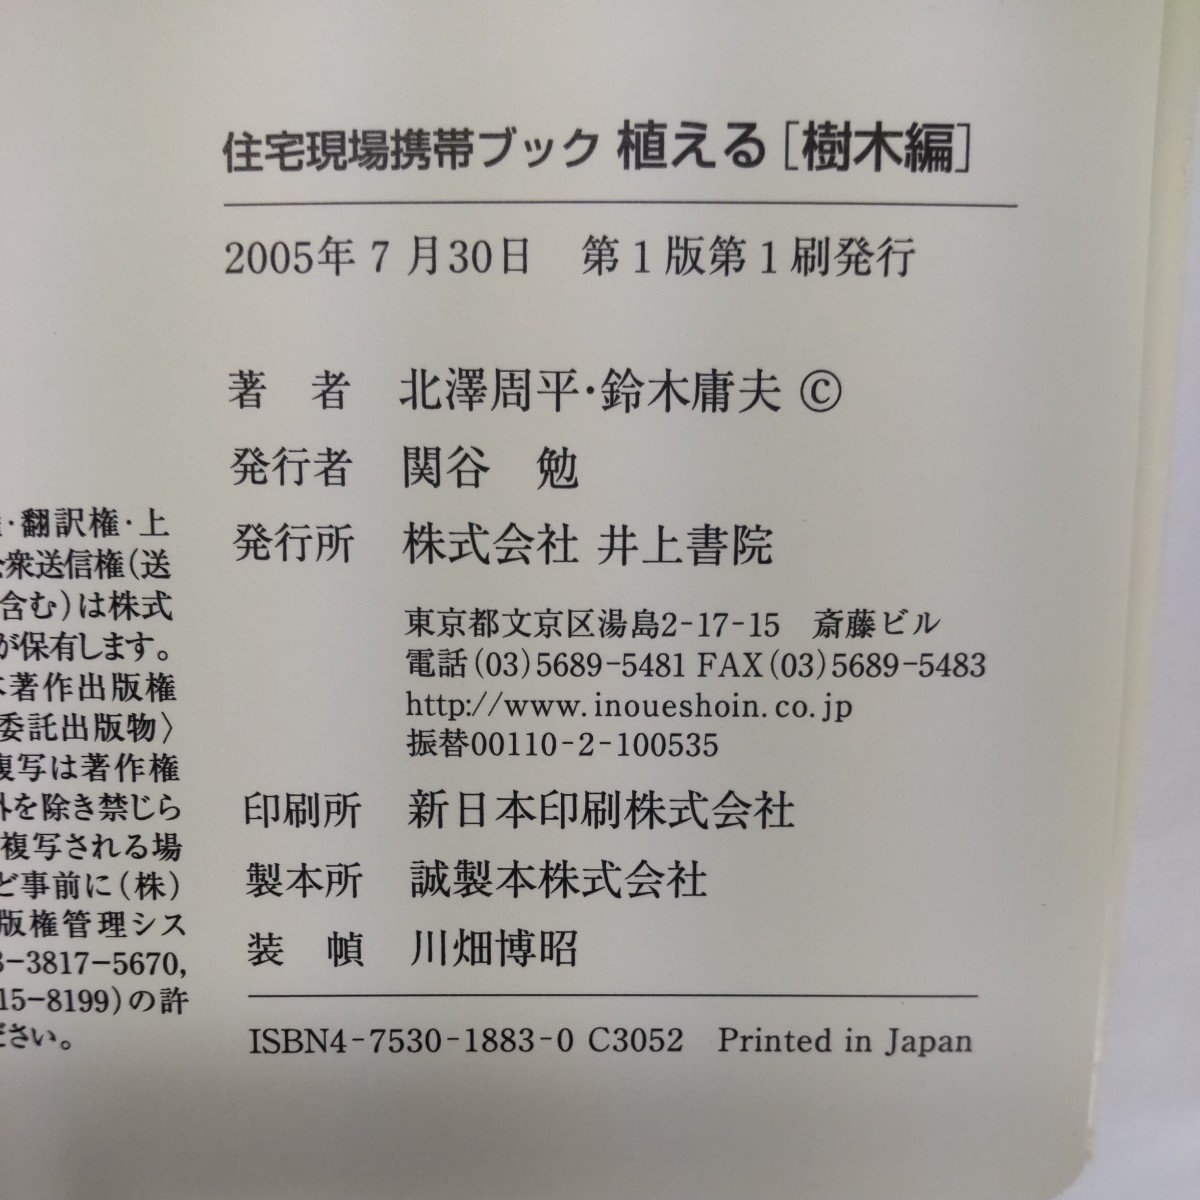 住宅現場携帯ブック 植える[樹木編]
2005年7月30日　第1版第1刷発行
著　者　北澤周平・鈴木庸夫 ©
発行者　関谷　勉
発行所　株式会社 井上書院
東京都文京区湯島2-17-15　斎藤ビル
電話(03)5689-5481 FAX(03)5689-5483
http://www.inoueshoin.co.jp
振替00110-2-100535
印刷所　新日本印刷株式会社
製本所　誠製本株式会社
装　幀　川畑博昭
ISBN4-7530-1883-0 C3052　Printed in Japan
・翻訳権・上
衆送信権(送
含む)は株式
が保有します。
著作出版権
委託出版物〉
複写は著作権
外を除き禁じら
複写される場
ど事前に(株)
版権管理シス
3-3817-5670,
15-8199)の許
ださい。